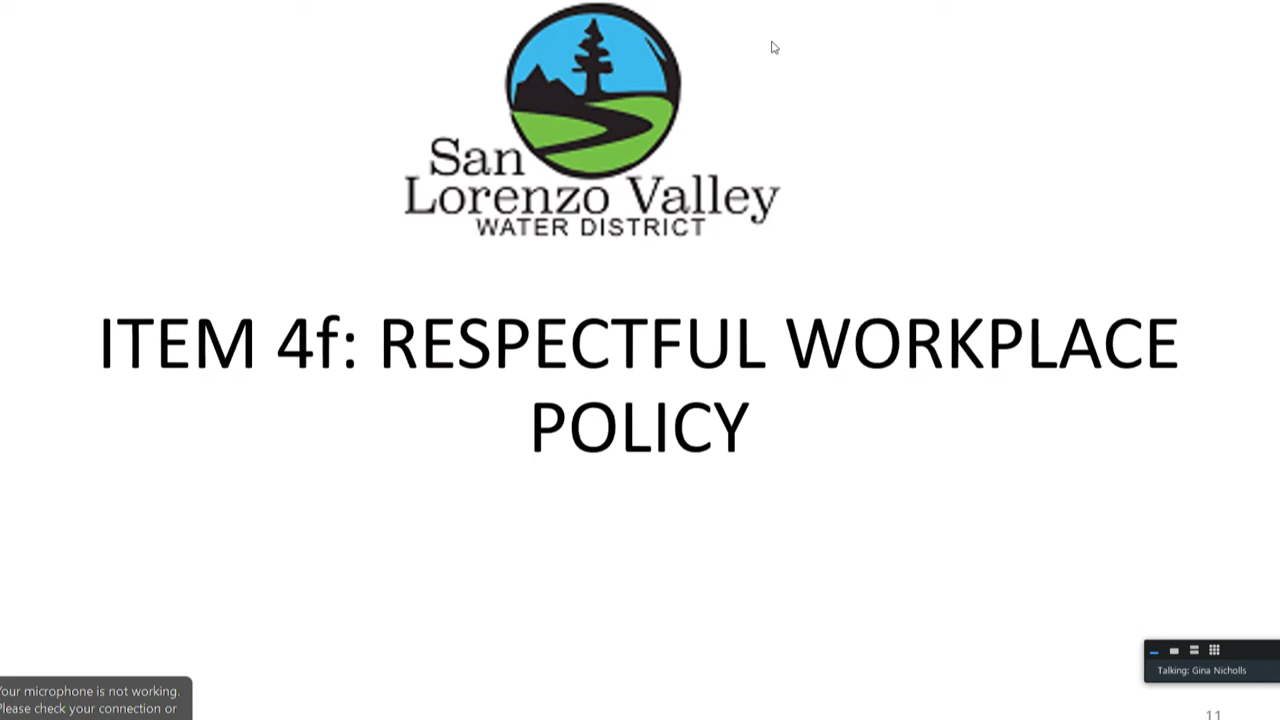 San
Lorenzo Valley
WATER DISTRICT
ITEM 4f: RESPECTFUL WORKPLACE
POLICY
Talking: Gina Nicholls
Your microphone is not working.
Please check your connection or
11